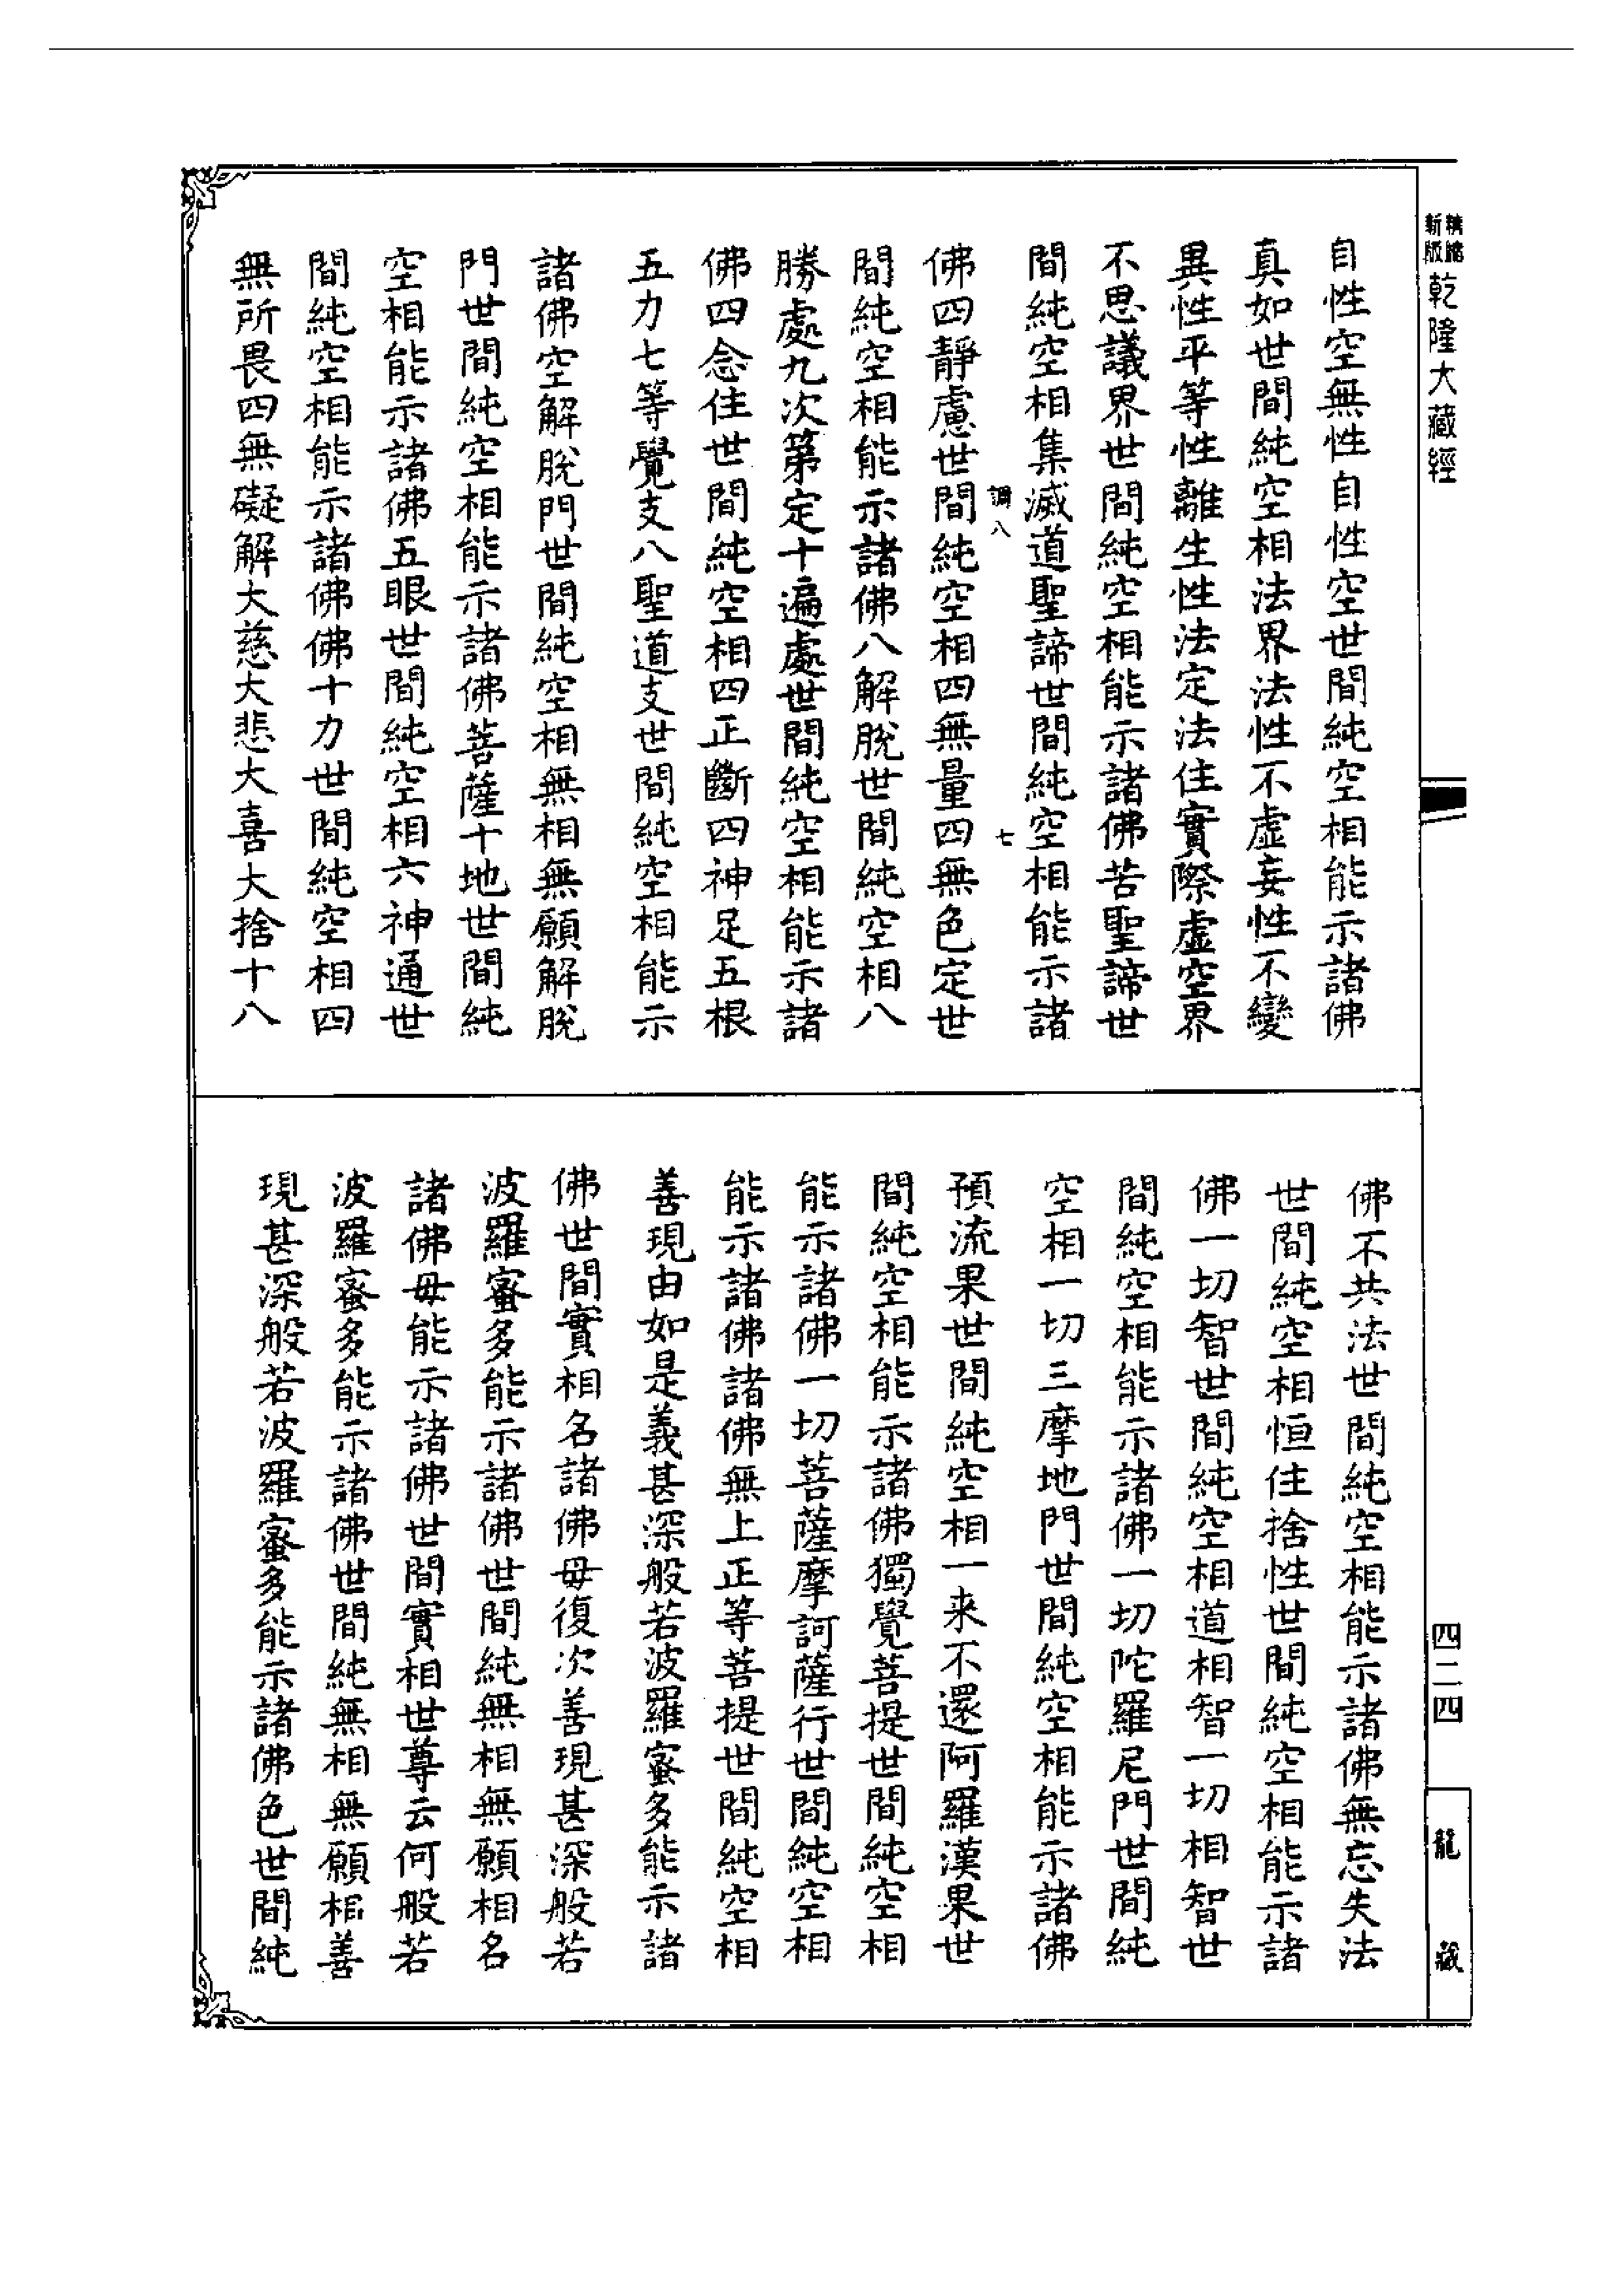 精縮新版
乾隆大藏經
自性空無性自性空世間純空相能示諸佛
真如世間純空相法界法性不虛妄性不變
異性平等性離生性法定法住實際虛空界
不思議界世間純空相能示諸佛苦聖諦世
間純空相集滅道聖諦世間純空相能示諸
調八 七
佛四靜慮世間純空相四無量四無色定世
間純空相能示諸佛八解脫世間純空相八
勝處九次第定十遍處世間純空相能示諸
佛四念住世間純空相四正斷四神足五根
五力七等覺支八聖道支世間純空相能示
諸佛空解脫門世間純空相無相無願解脫
門世間純空相能示諸佛菩薩十地世間純
空相能示諸佛五眼世間純空相六神通世
間純空相能示諸佛佛十力世間純空相四
無所畏四無礙解大慈大悲大喜大捨十八
佛不共法世間純空相能示諸佛無忘失法
世間純空相恒住捨性世間純空相能示諸
佛一切智世間純空相道相智一切相智世
間純空相能示諸佛一切陀羅尼門世間純
空相一切三摩地門世間純空相能示諸佛
預流果世間純空相一来不還阿羅漢果世
間純空相能示諸佛獨覺菩提世間純空相
能示諸佛一切菩薩摩訶薩行世間純空相
能示諸佛諸佛無上正等菩提世間純空相
善現由如是義甚深般若波羅蜜多能示諸
佛世間實相名諸佛母復次善現甚深般若
波羅蜜多能示諸佛世間純無相無願相名
諸佛母能示諸佛世間實相世尊云何般若
波羅蜜多能示諸佛世間純無相無願相善
現甚深般若波羅蜜多能示諸佛色世間純
四二四
龍藏